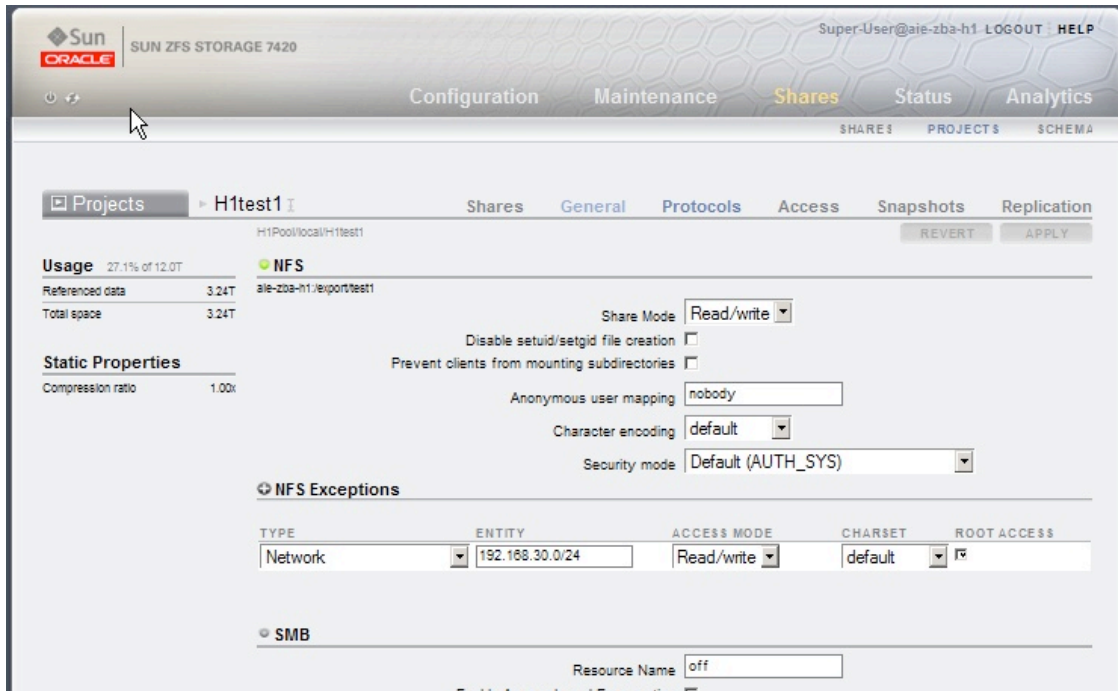 Sun
ORACLE
SUN ZFS STORAGE 7420
Super-User@aie-zba-h1 LOGOUT HELP
Configuration Maintenance Shares Status Analytics
SHARES PROJECTS SCHEMA
Projects H1test1
Shares General Protocols Access Snapshots Replication
H1Pool/local/H1test1
REVERT APPLY
Usage 27.1% of 12.0T
Referenced data 3.24T
Total space 3.24T
Static Properties
Compression ratio 1.00x
NFS
aie-zba-h1:/export/test1
Share Mode Read/write
Disable setuid/setgid file creation
Prevent clients from mounting subdirectories
Anonymous user mapping nobody
Character encoding default
Security mode Default (AUTH_SYS)
NFS Exceptions
TYPE ENTITY ACCESS MODE CHARSET ROOT ACCESS
Network 192.168.30.0/24 Read/write default
SMB
Resource Name off